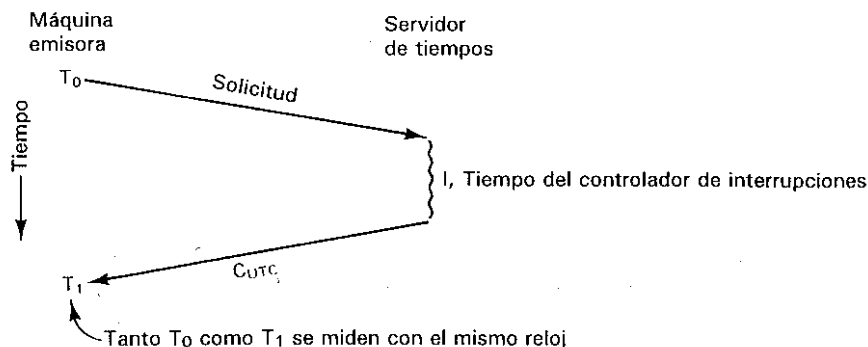 Máquina
emisora
Servidor
de tiempos
T₀
Solicitud
Tiempo
I, Tiempo del controlador de interrupciones
C_UTC
T₁
Tanto T₀ como T₁ se miden con el mismo reloj